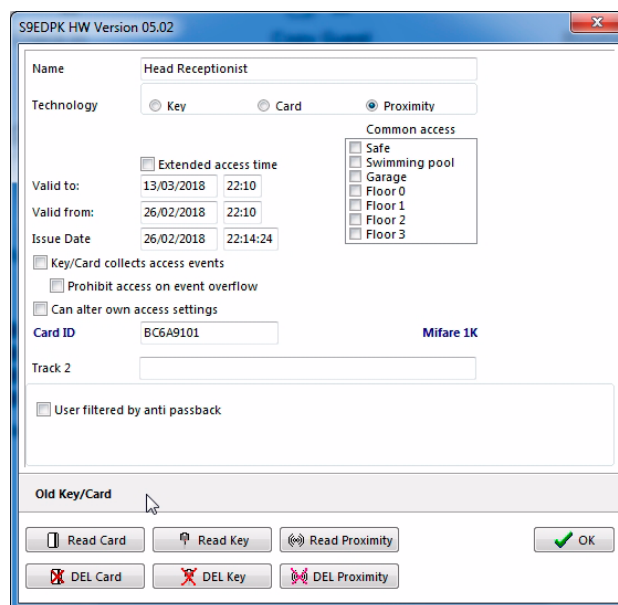 S9EDPK HW Version 05.02
Name Head Receptionist
Technology Key Card Proximity
Common access
Safe
Extended access time Swimming pool
Garage
Valid to: 13/03/2018 22:10 Floor 0
Floor 1
Valid from: 26/02/2018 22:10 Floor 2
Issue Date 26/02/2018 22:14:24 Floor 3
Key/Card collects access events
Prohibit access on event overflow
Can alter own access settings
Card ID BC6A9101 Mifare 1K
Track 2
User filtered by anti passback
Old Key/Card
Read Card Read Key Read Proximity OK
DEL Card DEL Key DEL Proximity